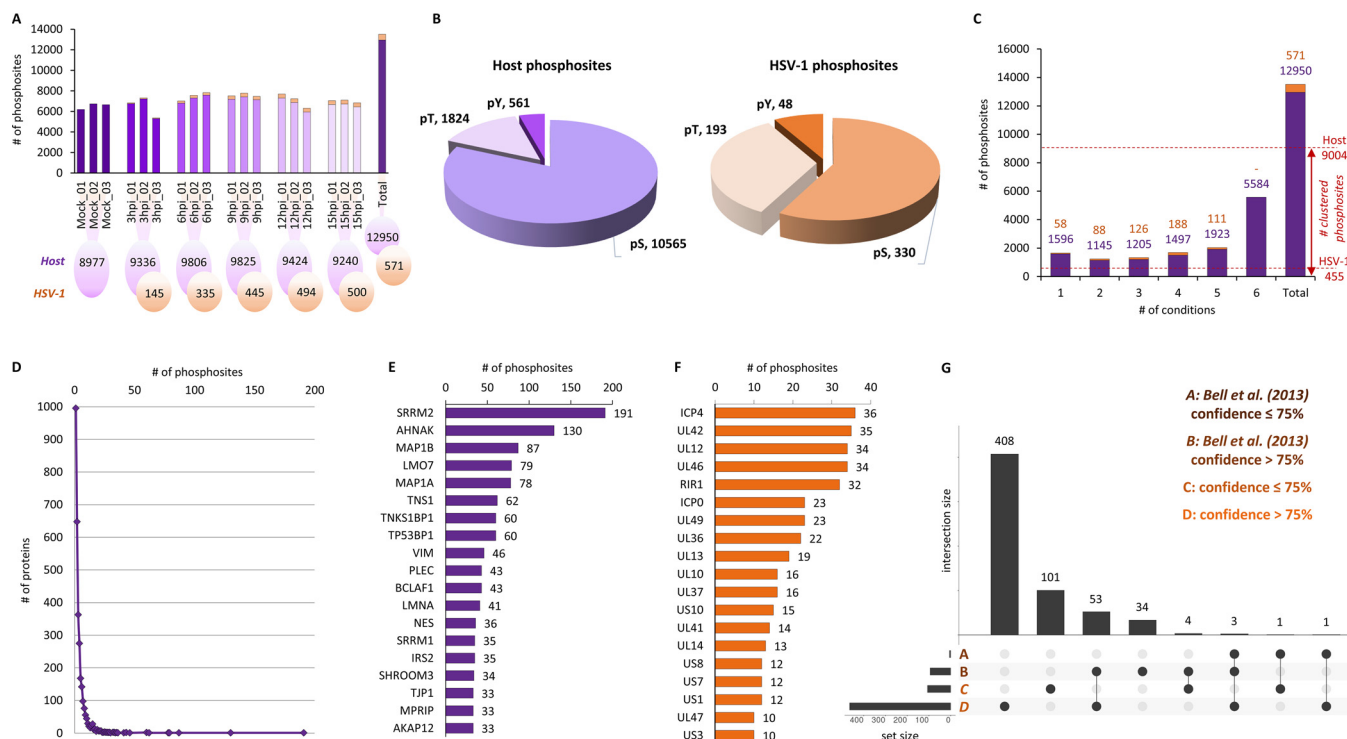 A
# of phosphosites
14000
12000
10000
8000
6000
4000
2000
0
Mock_01
Mock_02
Mock_03
3hpi_01
3hpi_02
3hpi_03
6hpi_01
6hpi_02
6hpi_03
9hpi_01
9hpi_02
9hpi_03
12hpi_01
12hpi_02
12hpi_03
15hpi_01
15hpi_02
15hpi_03
Total
12950
Host 8977 9336 9806 9825 9424 9240
571
HSV-1 145 335 445 494 500
B
Host phosphosites
pY, 561
pT, 1824
pS, 10565
HSV-1 phosphosites
pY, 48
pT, 193
pS, 330
C
# of phosphosites
16000
14000
12000
10000
8000
6000
4000
2000
0
58 88 126 188 111 - 571
1596 1145 1205 1497 1923 5584 12950
Host
9004
# clustered
phosphosites
HSV-1
455
1 2 3 4 5 6 Total
# of conditions
D
# of phosphosites
0 50 100 150 200
# of proteins
1000
900
800
700
600
500
400
300
200
100
0
E
# of phosphosites
0 50 100 150 200
SRRM2 191
AHNAK 130
MAP1B 87
LMO7 79
MAP1A 78
TNS1 62
TNKS1BP1 60
TP53BP1 60
VIM 46
PLEC 43
BCLAF1 43
LMNA 41
NES 36
SRRM1 35
IRS2 35
SHROOM3 34
TJP1 33
MPRIP 33
AKAP12 33
F
# of phosphosites
0 10 20 30 40
ICP4 36
UL42 35
UL12 34
UL46 34
RIR1 32
ICP0 23
UL49 23
UL36 22
UL13 19
UL10 16
UL37 16
US10 15
UL41 14
UL14 13
US8 12
US7 12
US1 12
UL47 10
US3 10
G
A: Bell et al. (2013)
confidence ≤ 75%
B: Bell et al. (2013)
confidence > 75%
C: confidence ≤ 75%
D: confidence > 75%
intersection size
408 101 53 34 4 3 1 1
A
B
C
D
400 300 200 100 0
set size